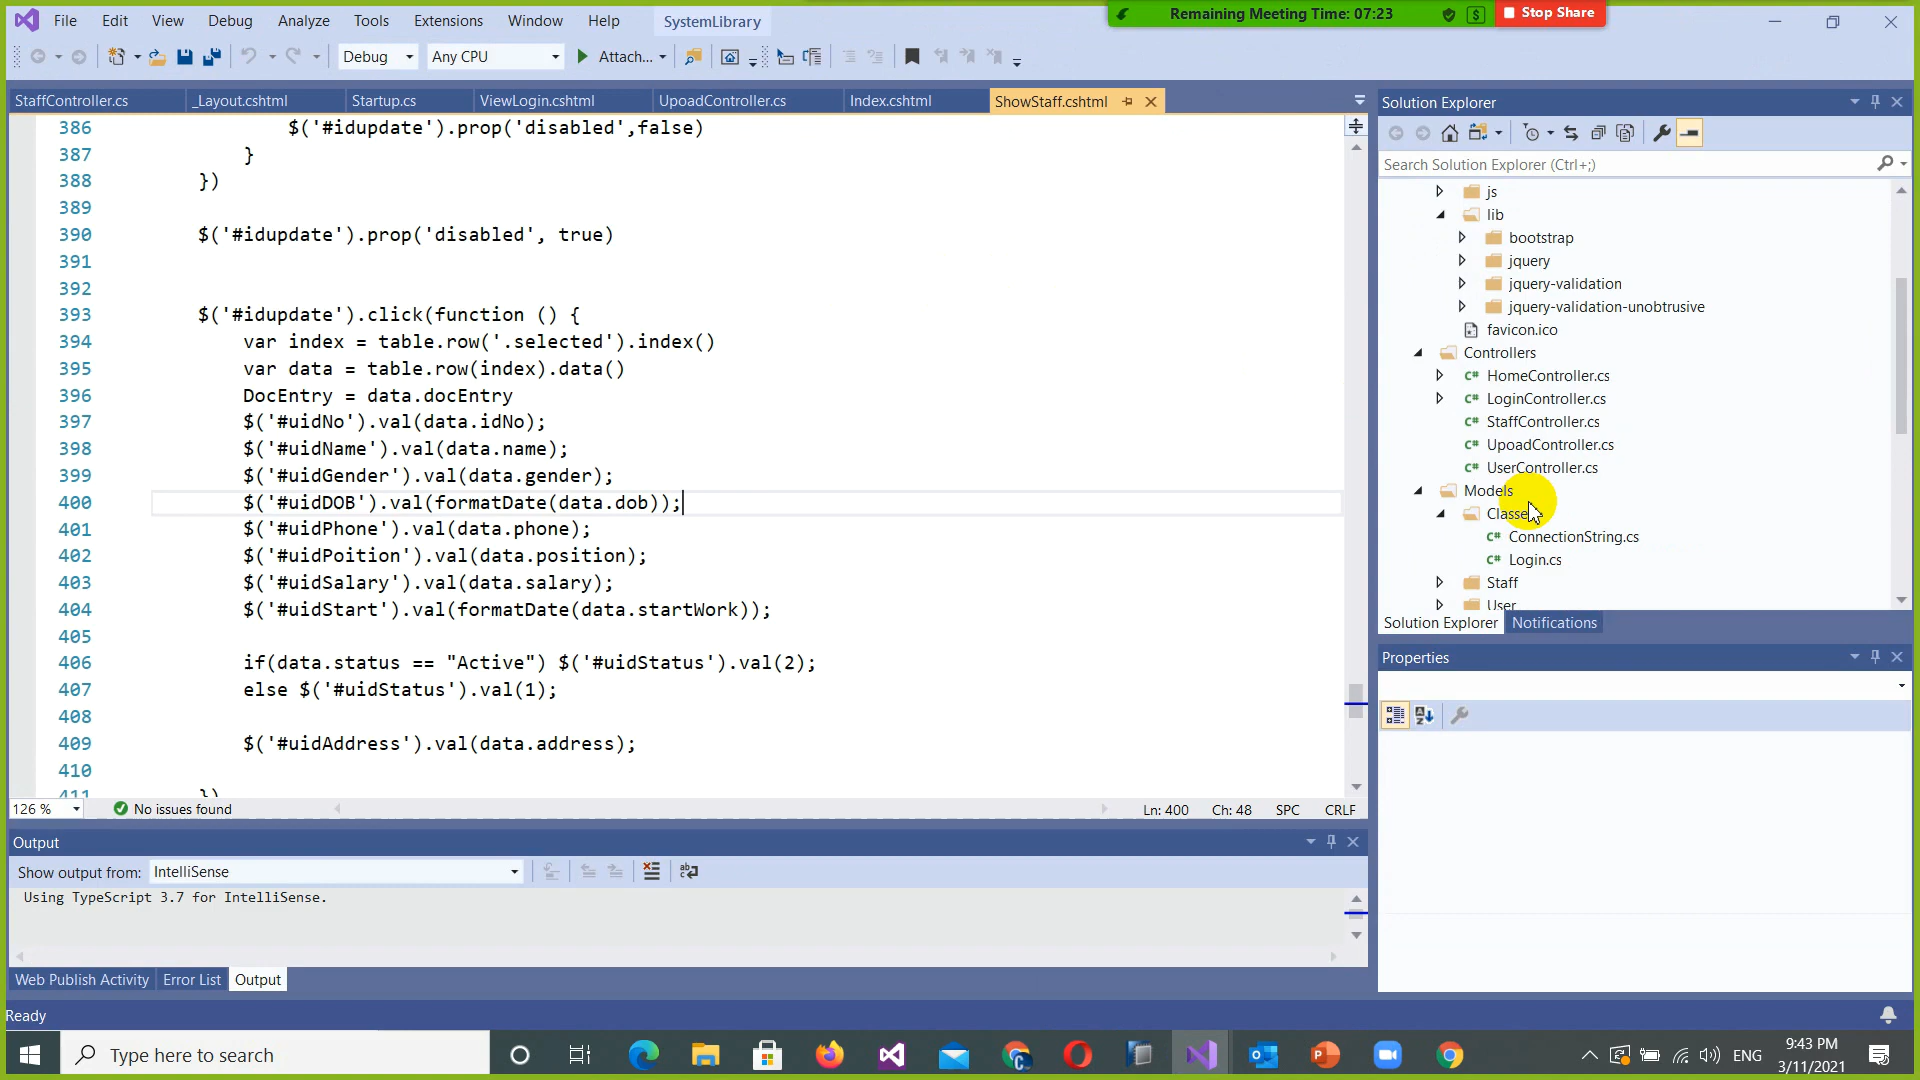 File Edit View Debug Analyze Tools Extensions Window Help SystemLibrary
Remaining Meeting Time: 07:23 Stop Share
Debug Any CPU Attach...
StaffController.cs _Layout.cshtml Startup.cs ViewLogin.cshtml UpoadController.cs Index.cshtml ShowStaff.cshtml
386 $('#idupdate').prop('disabled',false)
387 }
388 })
389
390 $('#idupdate').prop('disabled', true)
391
392
393 $('#idupdate').click(function () {
394 var index = table.row('.selected').index()
395 var data = table.row(index).data()
396 DocEntry = data.docEntry
397 $('#uidNo').val(data.idNo);
398 $('#uidName').val(data.name);
399 $('#uidGender').val(data.gender);
400 $('#uidDOB').val(formatDate(data.dob));
401 $('#uidPhone').val(data.phone);
402 $('#uidPoition').val(data.position);
403 $('#uidSalary').val(data.salary);
404 $('#uidStart').val(formatDate(data.startWork));
405
406 if(data.status == "Active") $('#uidStatus').val(2);
407 else $('#uidStatus').val(1);
408
409 $('#uidAddress').val(data.address);
410
411 })
126 % No issues found Ln: 400 Ch: 48 SPC CRLF
Output
Show output from: IntelliSense
Using TypeScript 3.7 for IntelliSense.
Web Publish Activity Error List Output
Solution Explorer
Search Solution Explorer (Ctrl+;)
js
lib
bootstrap
jquery
jquery-validation
jquery-validation-unobtrusive
favicon.ico
Controllers
C# HomeController.cs
C# LoginController.cs
C# StaffController.cs
C# UpoadController.cs
C# UserController.cs
Models
Classe
C# ConnectionString.cs
C# Login.cs
Staff
User
Solution Explorer Notifications
Properties
Ready
Type here to search
ENG
9:43 PM
3/11/2021